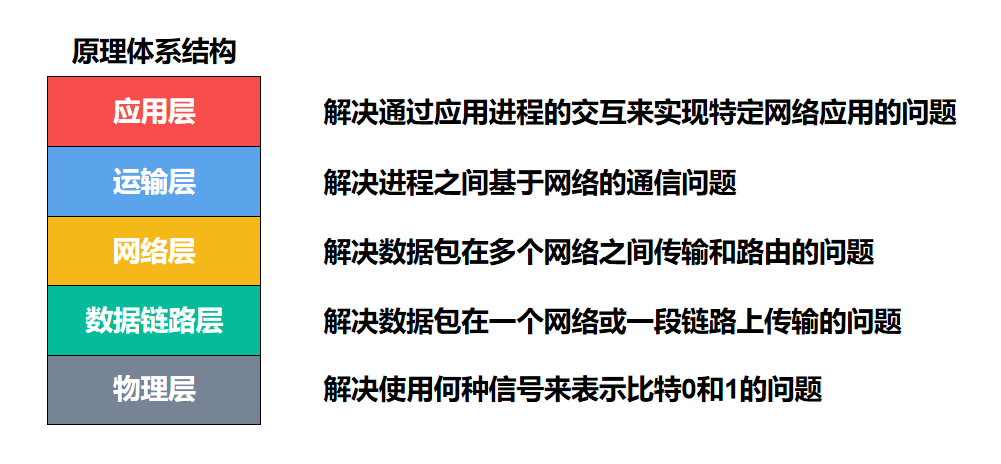 原理体系结构
应用层 解决通过应用进程的交互来实现特定网络应用的问题
运输层 解决进程之间基于网络的通信问题
网络层 解决数据包在多个网络之间传输和路由的问题
数据链路层 解决数据包在一个网络或一段链路上传输的问题
物理层 解决使用何种信号来表示比特0和1的问题